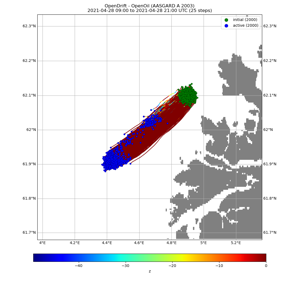 OpenDrift - OpenOil (AASGARD A 2003)
2021-04-28 09:00 to 2021-04-28 21:00 UTC (25 steps)
initial (2000)
active (2000)
62.3°N 62.3°N
62.2°N 62.2°N
62.1°N 62.1°N
62°N 62°N
61.9°N 61.9°N
61.8°N 61.8°N
61.7°N 61.7°N
4°E 4.2°E 4.4°E 4.6°E 4.8°E 5°E 5.2°E
−40 −30 −20 −10 0
z